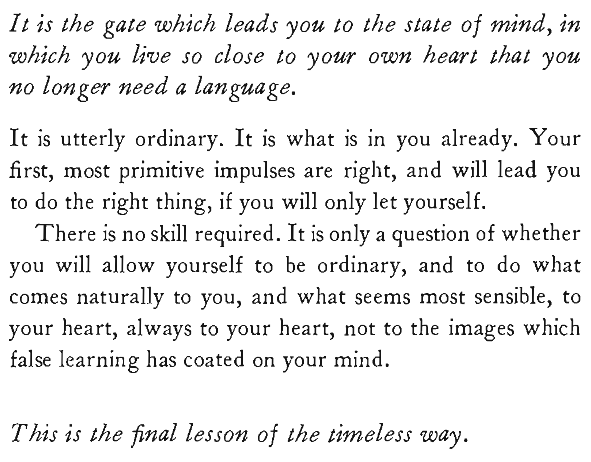 It is the gate which leads you to the state of mind, in
which you live so close to your own heart that you
no longer need a language.
It is utterly ordinary. It is what is in you already. Your
first, most primitive impulses are right, and will lead you
to do the right thing, if you will only let yourself.
There is no skill required. It is only a question of whether
you will allow yourself to be ordinary, and to do what
comes naturally to you, and what seems most sensible, to
your heart, always to your heart, not to the images which
false learning has coated on your mind.
This is the final lesson of the timeless way.